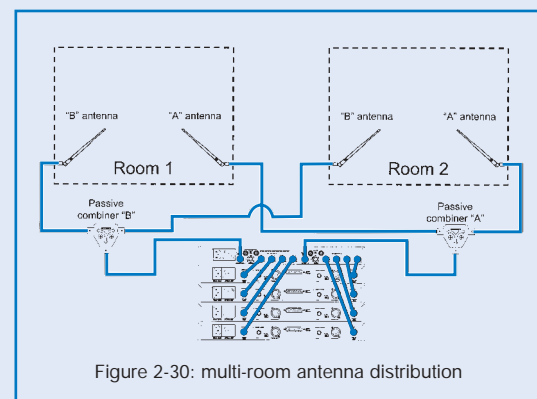 "B" antenna
"A" antenna
Room 1
"B" antenna
"A" antenna
Room 2
Passive
combiner "B"
Passive
combiner "A"
Figure 2-30: multi-room antenna distribution